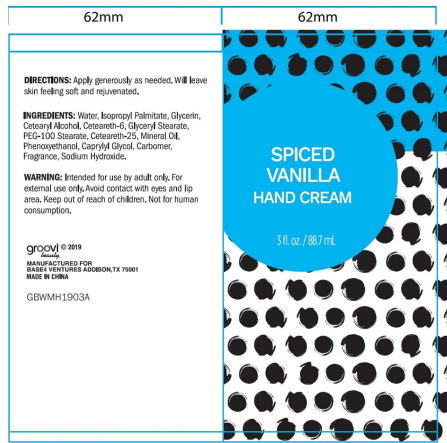 62mm
62mm
DIRECTIONS: Apply generously as needed. Will leave
skin feeling soft and rejuvenated.
INGREDIENTS: Water, Isopropyl Palmitate, Glycerin,
Cetearyl Alcohol, Ceteareth-6, Glyceryl Stearate,
PEG-100 Stearate, Ceteareth-25, Mineral Oil,
Phenoxyethanol, Caprylyl Glycol, Carbomer,
Fragrance, Sodium Hydroxide.
WARNING: Intended for use by adult only. For
external use only. Avoid contact with eyes and lip
area. Keep out of reach of children. Not for human
consumption.
groovi © 2019
beauty
MANUFACTURED FOR
BASE4 VENTURES ADDISON,TX 75001
MADE IN CHINA
GBWMH1903A
SPICED
VANILLA
HAND CREAM
3 fl. oz. / 88.7 mL